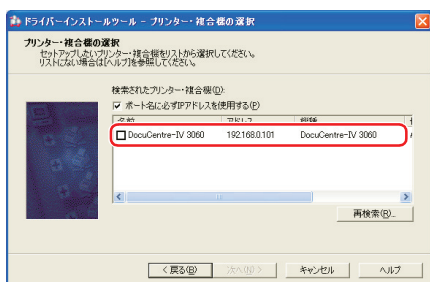 ドライバーインストールツール - プリンター・複合機の選択
プリンター・複合機の選択
セットアップしたいプリンター・複合機をリストから選択してください。
リストにない場合は[ヘルプ]を参照してください。
検索されたプリンター・複合機(D):
ポート名に必ずIPアドレスを使用する(P)
名前 アドレス 機種
DocuCentre-IV 3060 192.168.0.101 DocuCentre-IV 3060
再検索(R)...
< 戻る(B) 次へ(N) > キャンセル ヘルプ